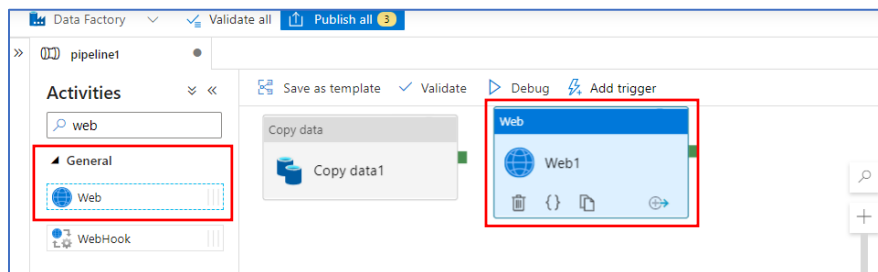 Data Factory
Validate all
Publish all 3
pipeline1
Activities
Save as template
Validate
Debug
Add trigger
web
General
Web
WebHook
Copy data
Copy data1
Web
Web1
{}